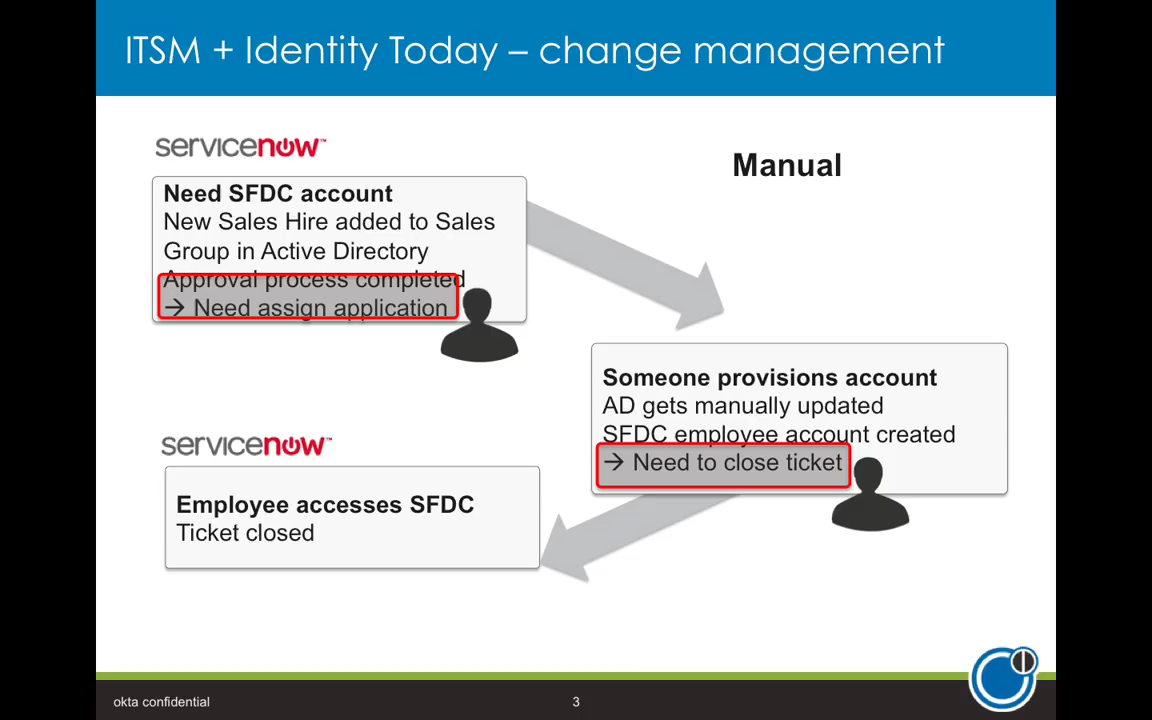 ITSM + Identity Today – change management
servicenow™
Manual
Need SFDC account
New Sales Hire added to Sales
Group in Active Directory
Approval process completed
→ Need assign application
Someone provisions account
AD gets manually updated
SFDC employee account created
→ Need to close ticket
servicenow™
Employee accesses SFDC
Ticket closed
okta confidential
3